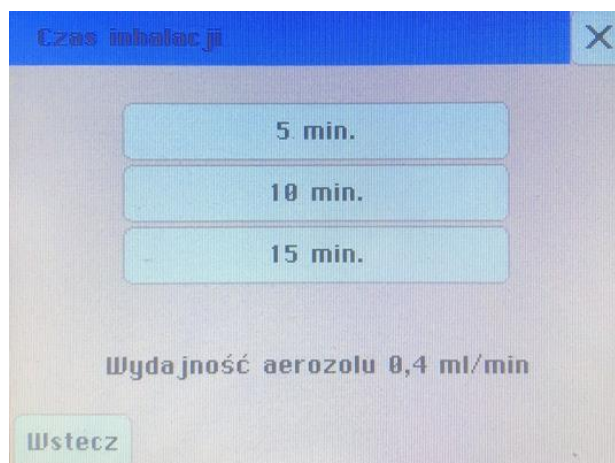 Czas inhalacji
X
5 min.
10 min.
15 min.
Wydajność aerozolu 0,4 ml/min
Wstecz